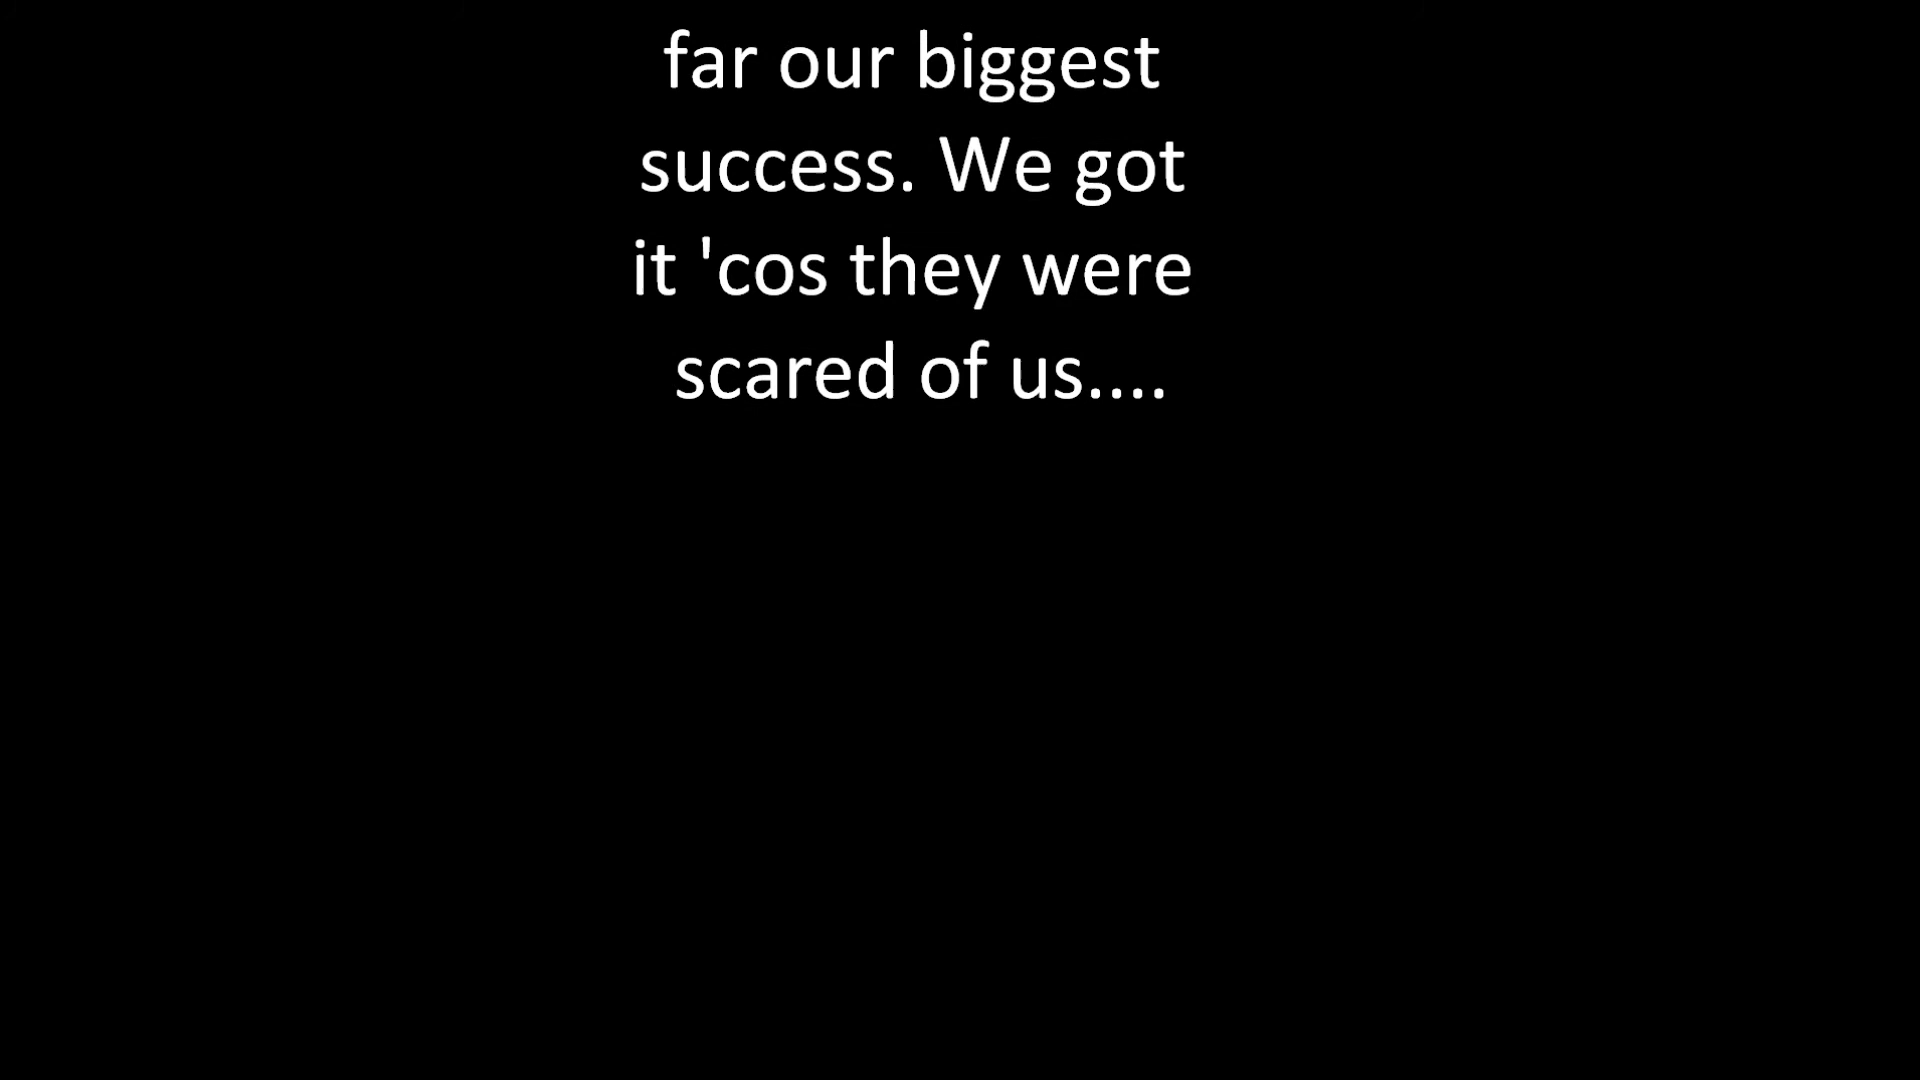 far our biggest
success. We got
it 'cos they were
scared of us....